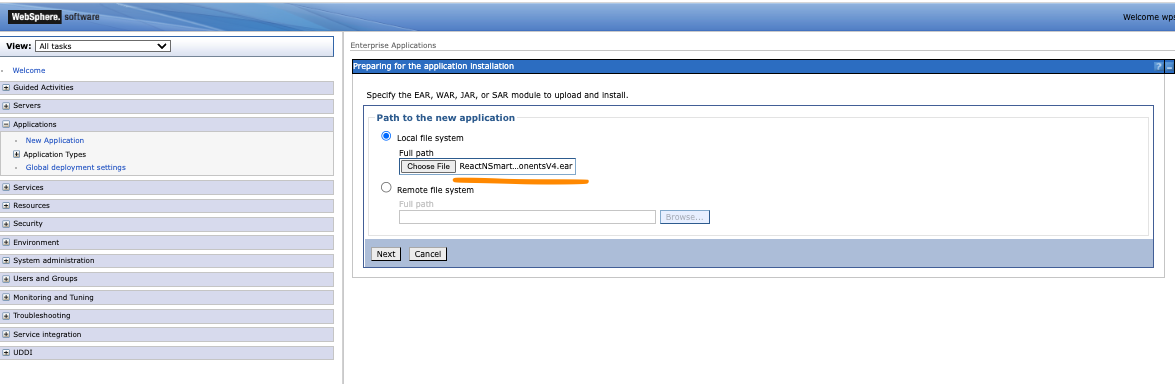 WebSphere. software
Welcome wps
View: All tasks
Welcome
Guided Activities
Servers
Applications
New Application
Application Types
Global deployment settings
Services
Resources
Security
Environment
System administration
Users and Groups
Monitoring and Tuning
Troubleshooting
Service integration
UDDI
Enterprise Applications
Preparing for the application installation
Specify the EAR, WAR, JAR, or SAR module to upload and install.
Path to the new application
Local file system
Full path
Choose File ReactNSmart...onentsV4.ear
Remote file system
Full path
Browse...
Next Cancel